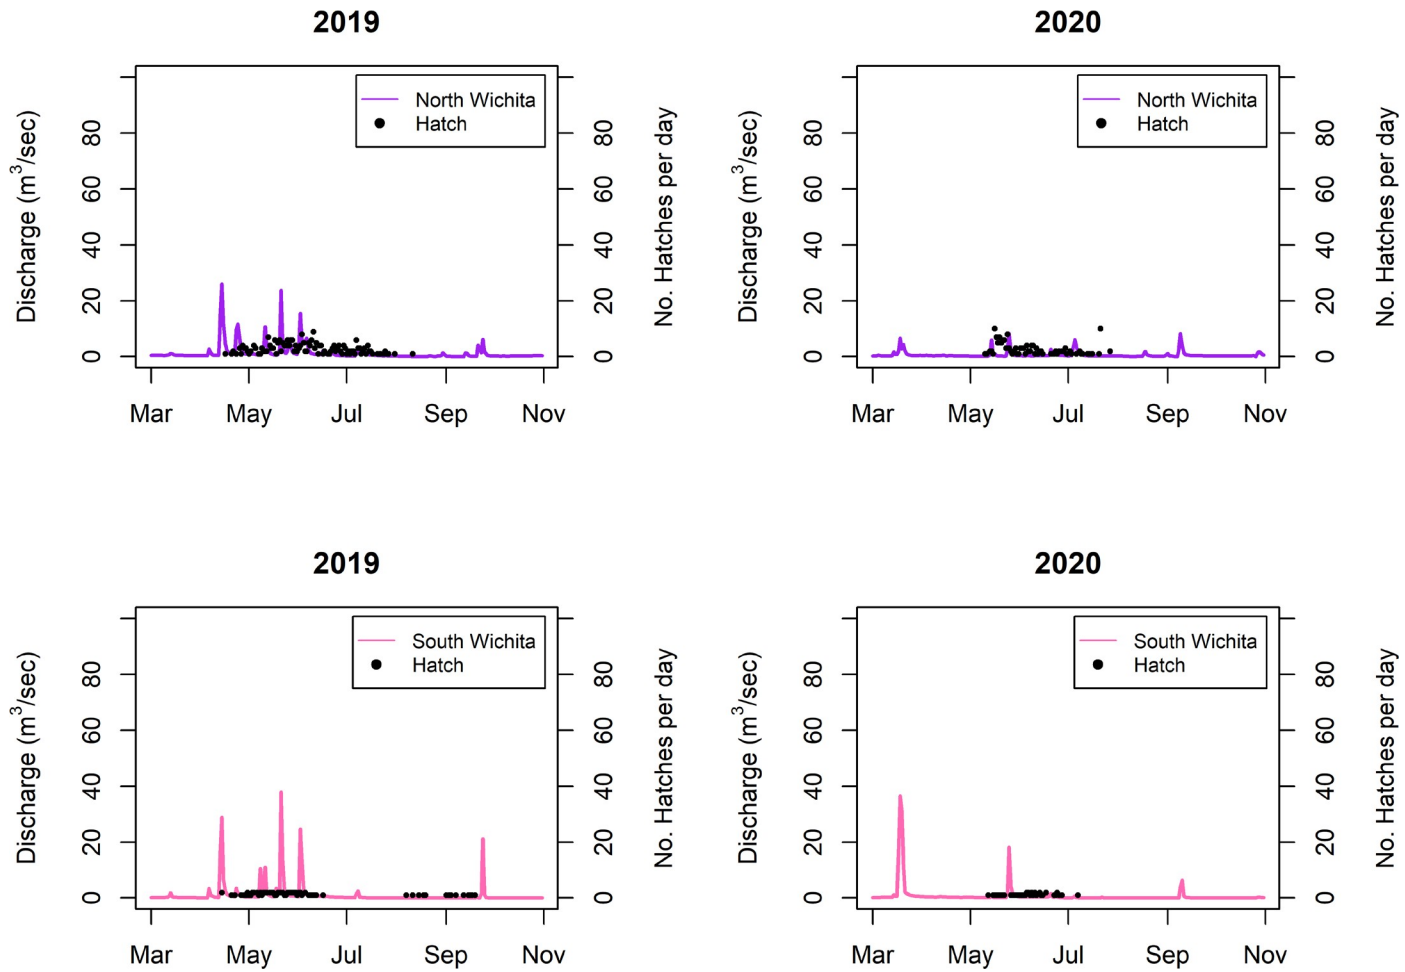 2019
2020
Discharge (m³/sec)
0 20 40 60 80
North Wichita
Hatch
0 20 40 60 80
No. Hatches per day
Mar May Jul Sep Nov
Discharge (m³/sec)
0 20 40 60 80
North Wichita
Hatch
0 20 40 60 80
No. Hatches per day
Mar May Jul Sep Nov
2019
2020
Discharge (m³/sec)
0 20 40 60 80
South Wichita
Hatch
0 20 40 60 80
No. Hatches per day
Mar May Jul Sep Nov
Discharge (m³/sec)
0 20 40 60 80
South Wichita
Hatch
0 20 40 60 80
No. Hatches per day
Mar May Jul Sep Nov